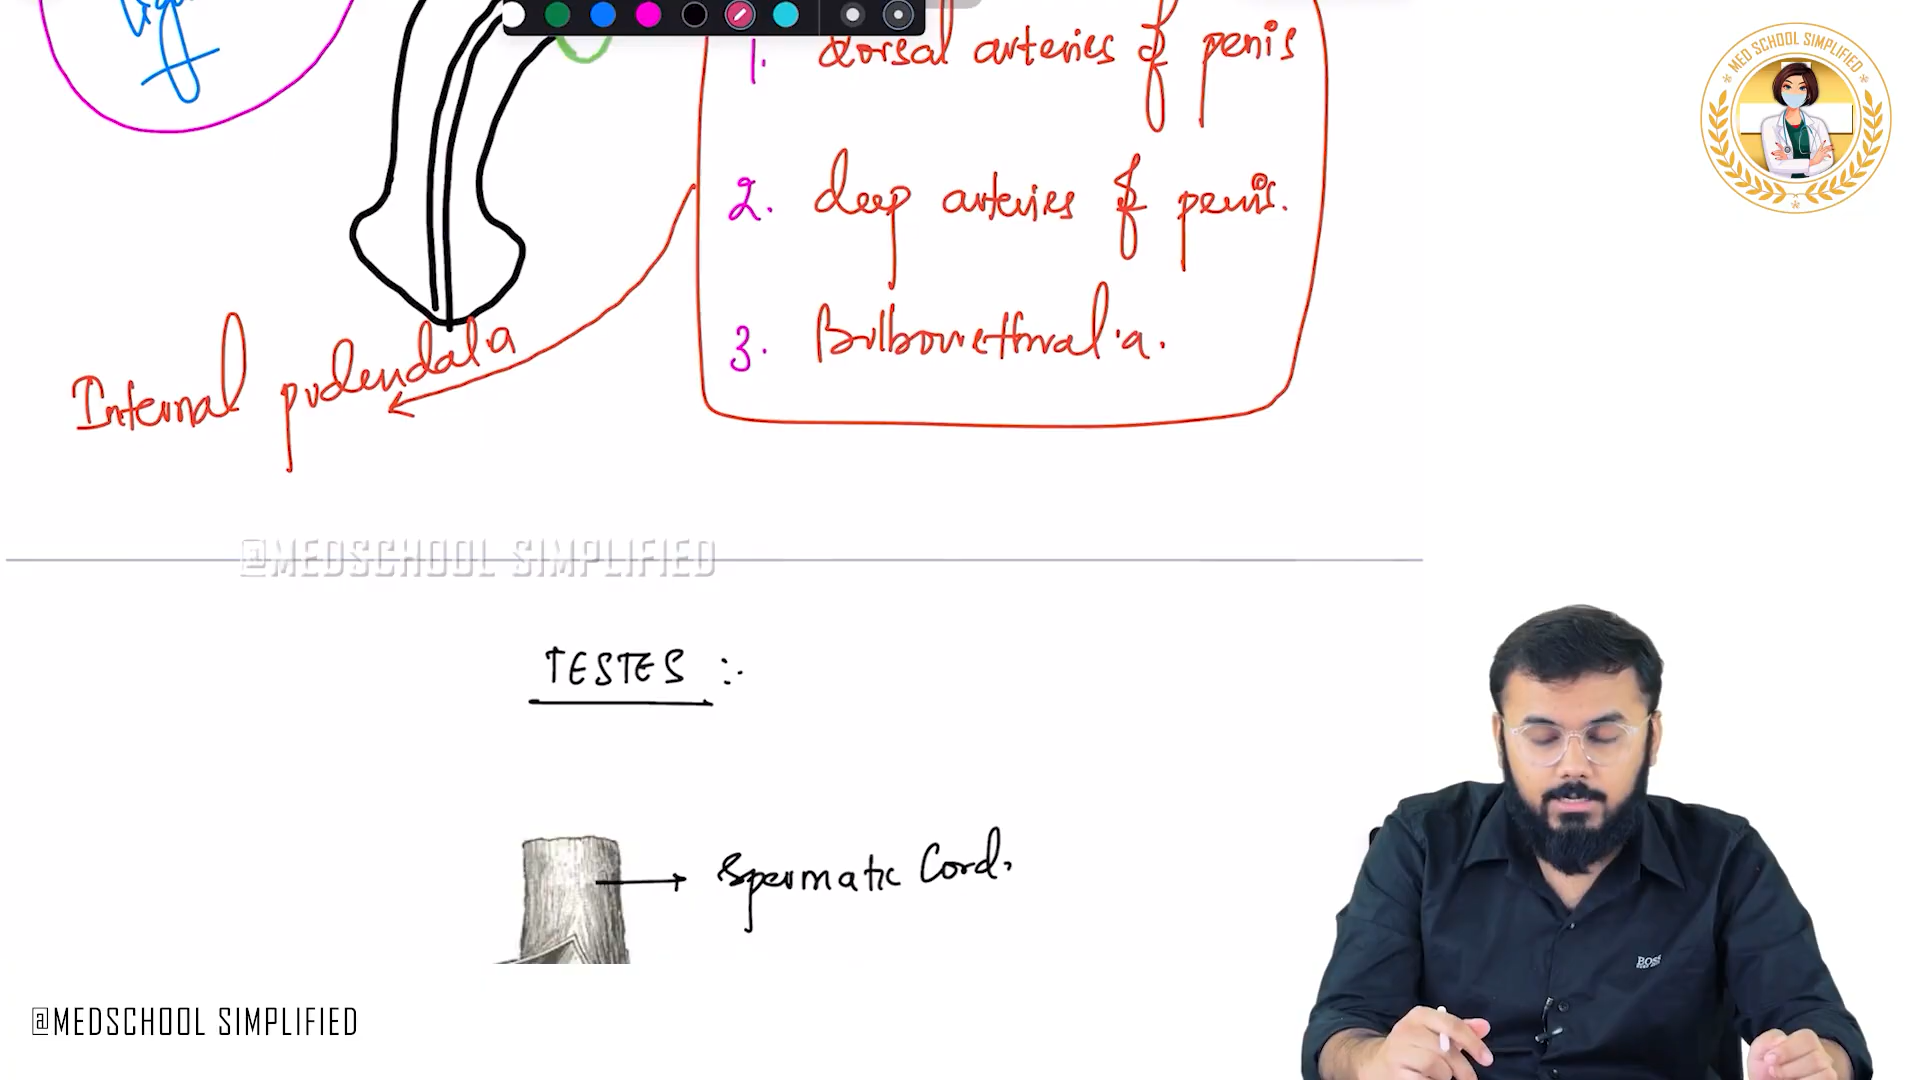 MED SCHOOL SIMPLIFIED
1. dorsal arteries of penis
2. deep arteries of penis.
3. Bulbourethral a.
Internal pudendal a
@MEDSCHOOL SIMPLIFIED
TESTES :-
Spermatic Cord.
BOSS
@MEDSCHOOL SIMPLIFIED